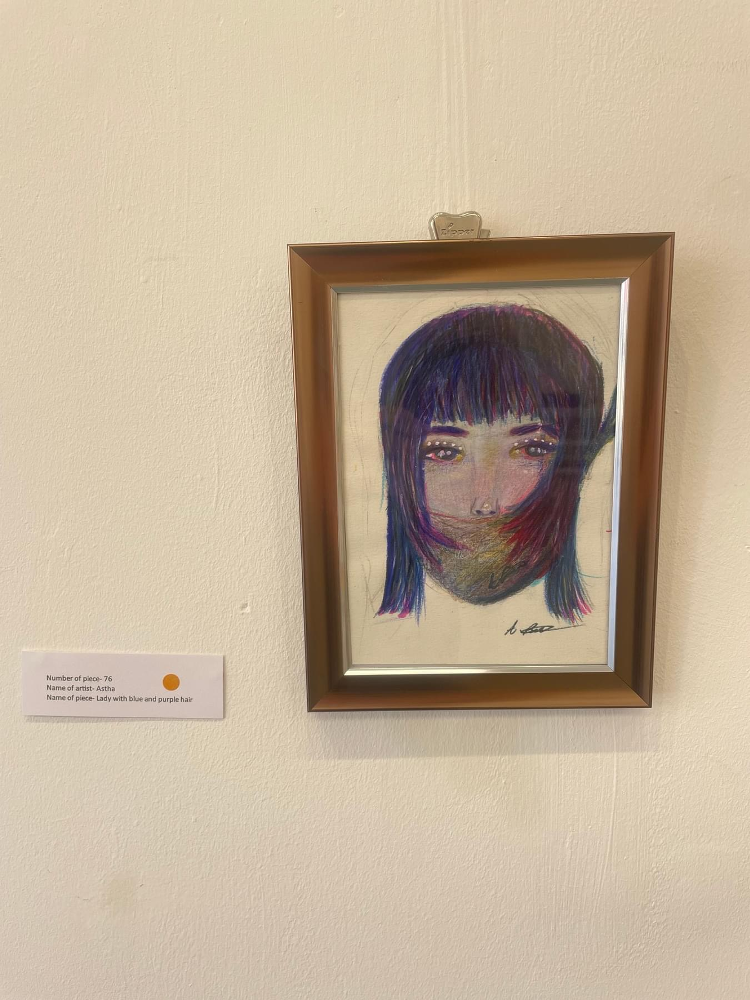 Zipper
Number of piece- 76
Name of artist- Astha
Name of piece- Lady with blue and purple hair